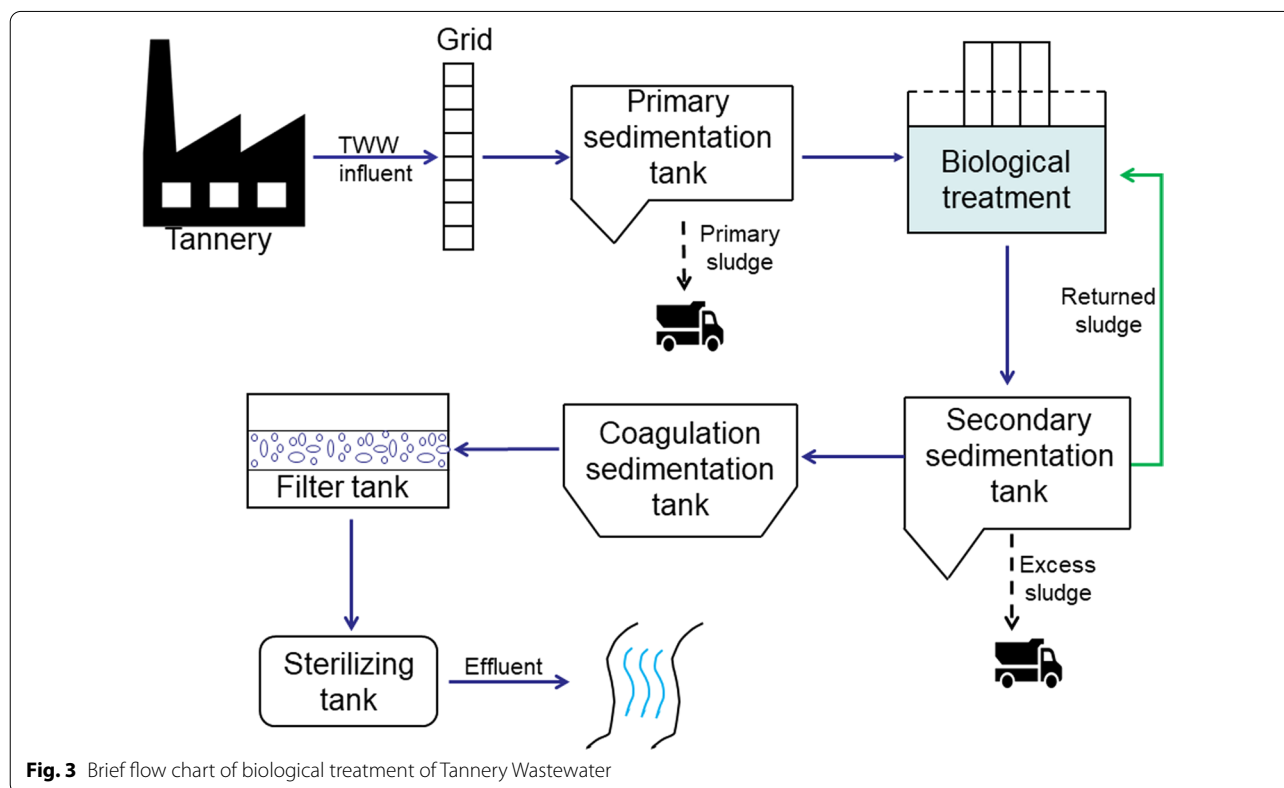 Grid
Tannery
TWW
influent
Primary
sedimentation
tank
Primary
sludge
Biological
treatment
Returned
sludge
Secondary
sedimentation
tank
Excess
sludge
Coagulation
sedimentation
tank
Filter tank
Sterilizing
tank
Effluent
Fig. 3 Brief flow chart of biological treatment of Tannery Wastewater